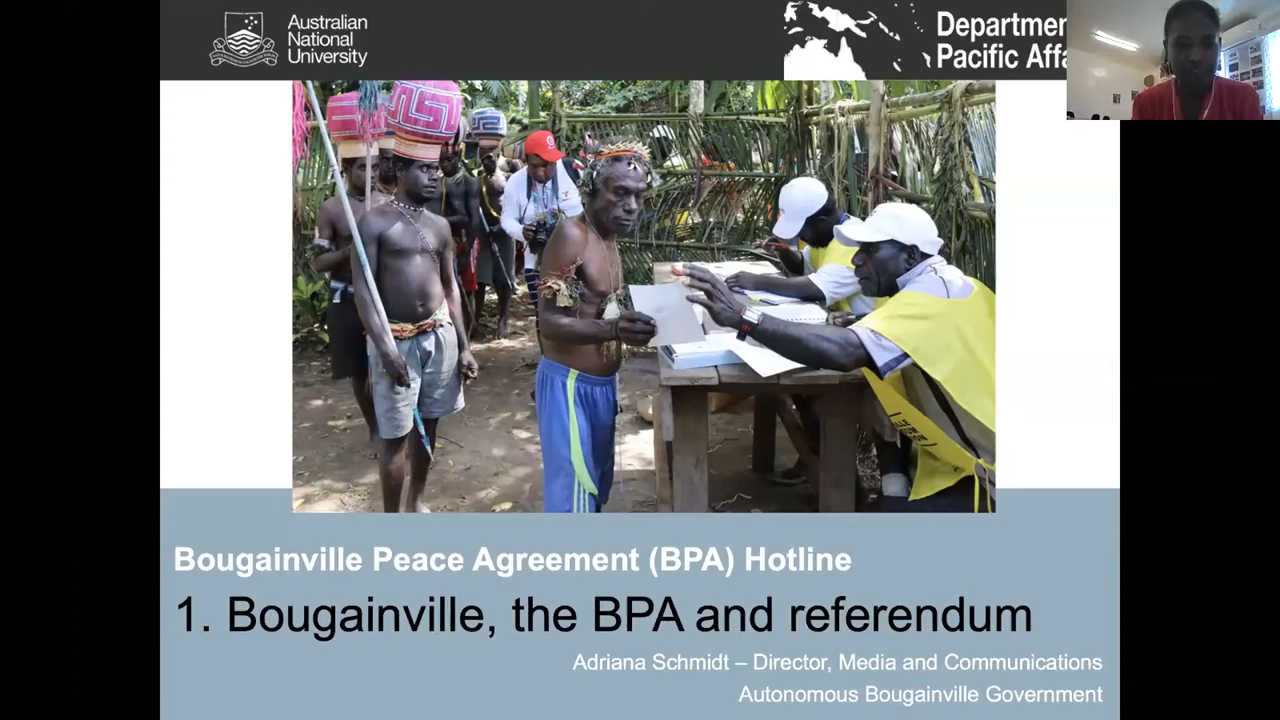 Australian
National
University
Departmen
Pacific Affa
Bougainville Peace Agreement (BPA) Hotline
1. Bougainville, the BPA and referendum
Adriana Schmidt – Director, Media and Communications
Autonomous Bougainville Government